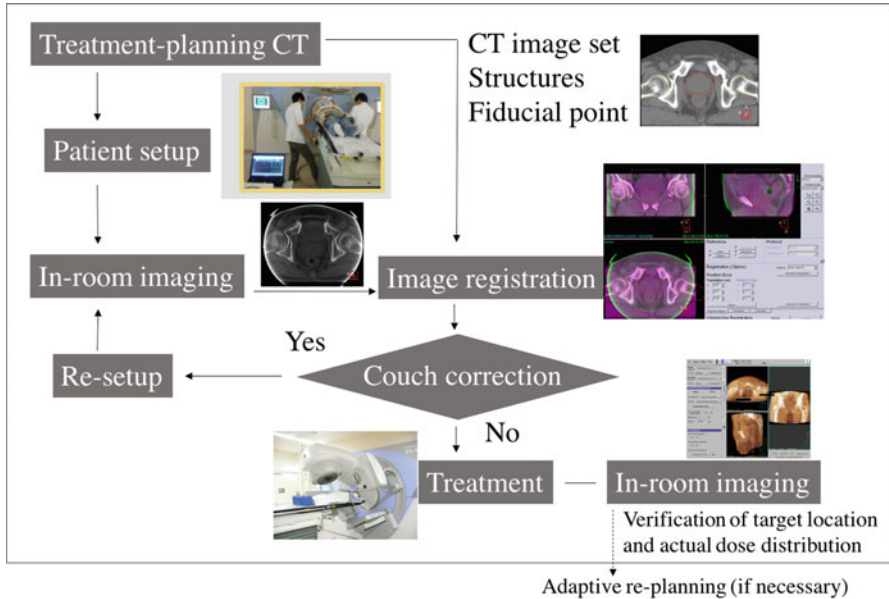 Treatment-planning CT
CT image set
Structures
Fiducial point
Patient setup
In-room imaging
Image registration
Yes
Re-setup
Couch correction
No
Treatment
In-room imaging
Verification of target location
and actual dose distribution
Adaptive re-planning (if necessary)